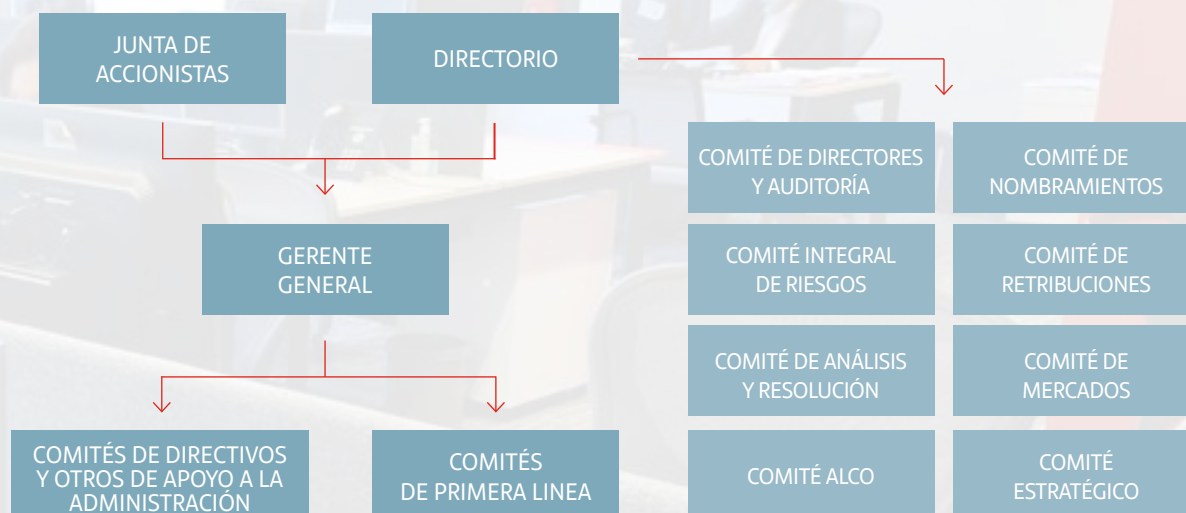 JUNTA DE
ACCIONISTAS
DIRECTORIO
COMITÉ DE DIRECTORES
Y AUDITORÍA
COMITÉ DE
NOMBRAMIENTOS
GERENTE
GENERAL
COMITÉ INTEGRAL
DE RIESGOS
COMITÉ DE
RETRIBUCIONES
COMITÉ DE ANÁLISIS
Y RESOLUCIÓN
COMITÉ DE
MERCADOS
COMITÉS DE DIRECTIVOS
Y OTROS DE APOYO A LA
ADMINISTRACIÓN
COMITÉS
DE PRIMERA LINEA
COMITÉ ALCO
COMITÉ
ESTRATÉGICO